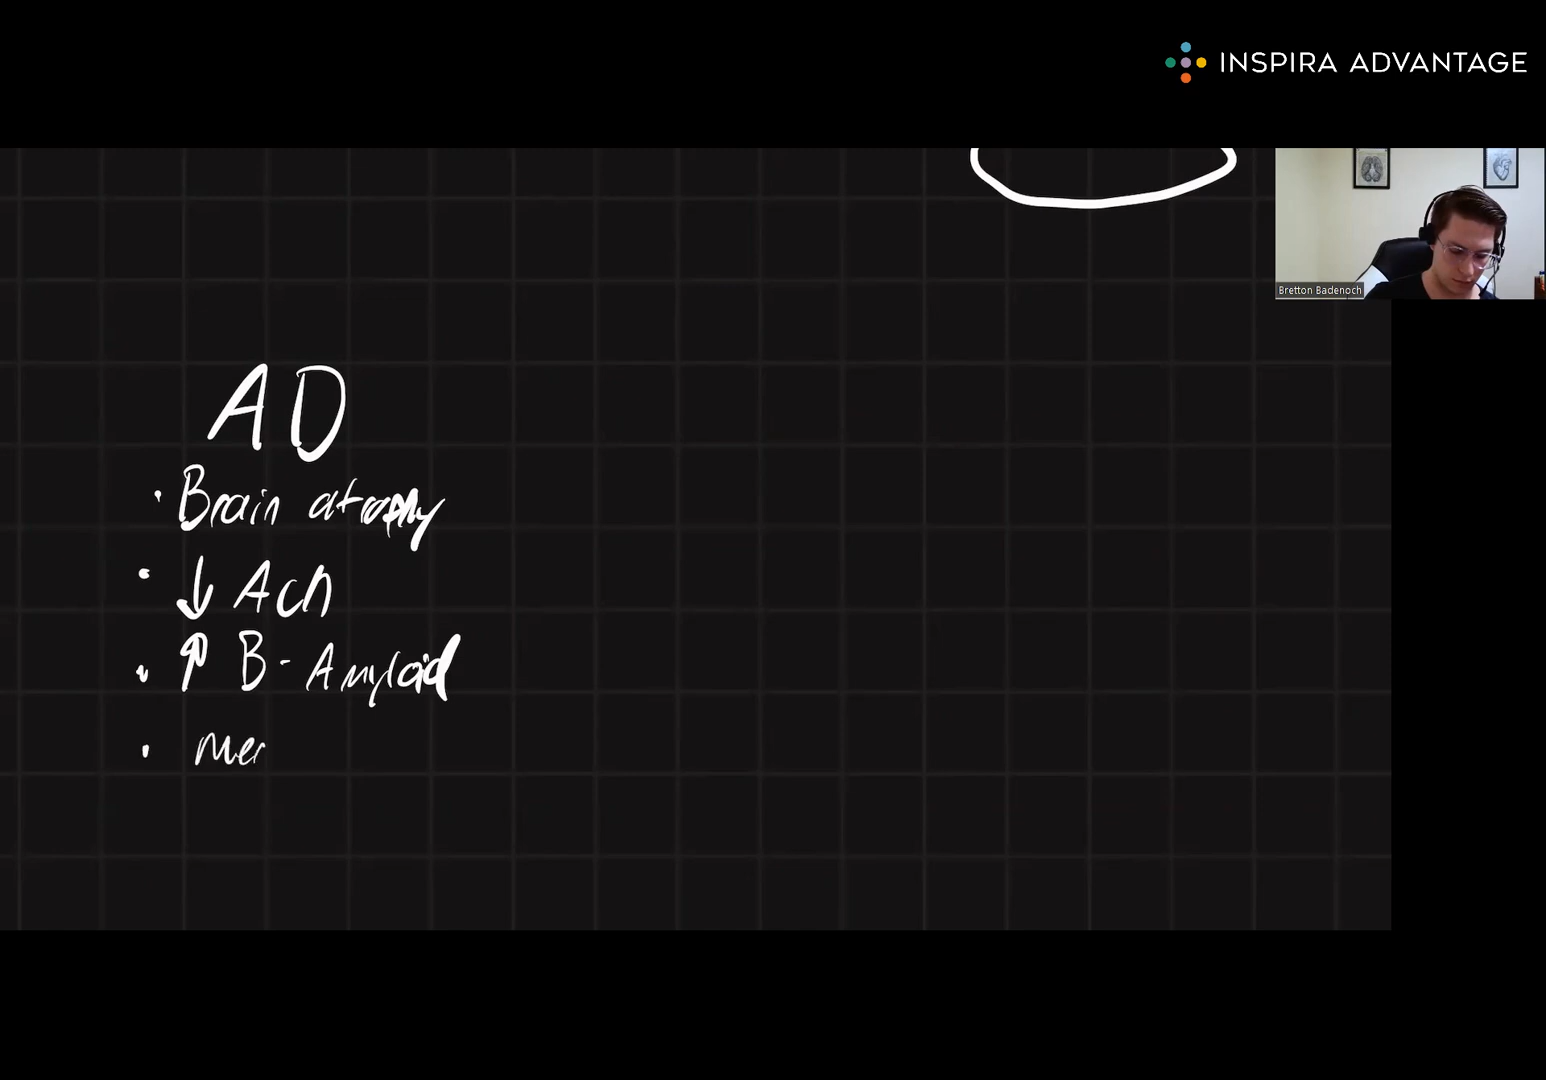 INSPIRA ADVANTAGE
Bretton Badenoch
AD
· Brain atrophy
· ↓ Ach
· ↑ B-Amyloid
· Mer